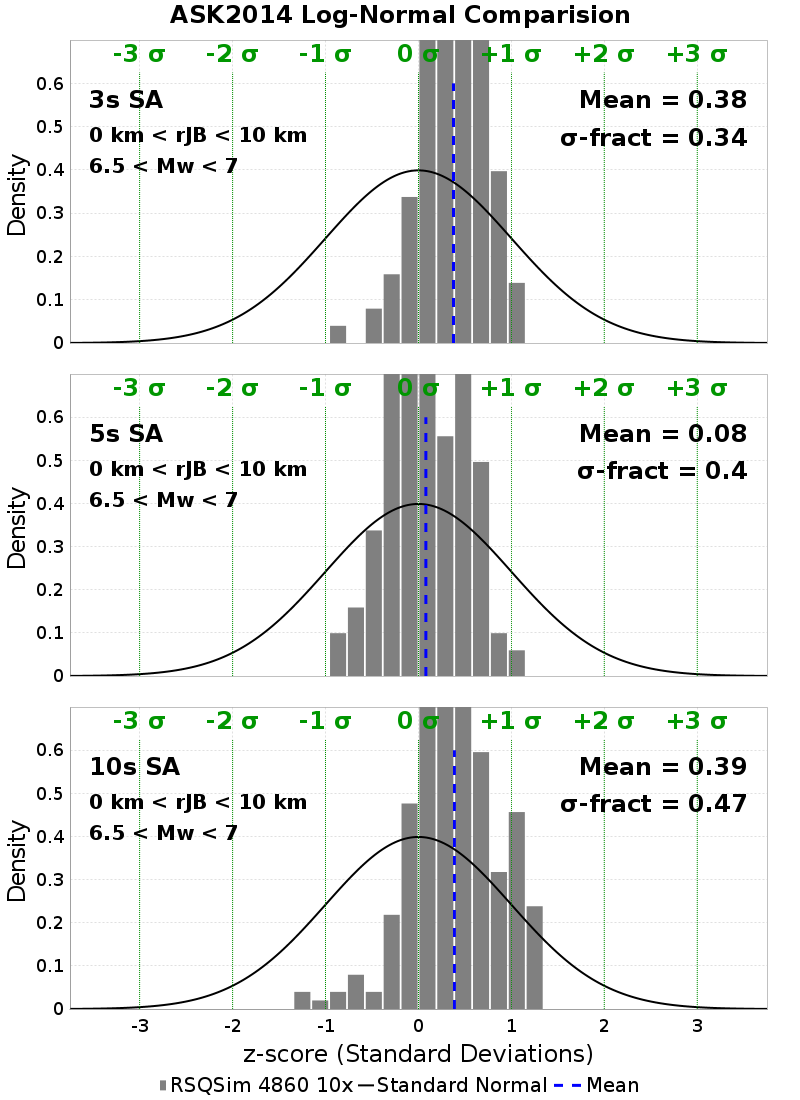 ASK2014 Log-Normal Comparision
-3 σ -2 σ -1 σ 0 σ +1 σ +2 σ +3 σ
3s SA
0 km < rJB < 10 km
6.5 < Mw < 7
Mean = 0.38
σ-fract = 0.34
0.6
0.5
0.4
0.3
0.2
0.1
0
Density
-3 σ -2 σ -1 σ 0 σ +1 σ +2 σ +3 σ
5s SA
0 km < rJB < 10 km
6.5 < Mw < 7
Mean = 0.08
σ-fract = 0.4
0.6
0.5
0.4
0.3
0.2
0.1
0
Density
-3 σ -2 σ -1 σ 0 σ +1 σ +2 σ +3 σ
10s SA
0 km < rJB < 10 km
6.5 < Mw < 7
Mean = 0.39
σ-fract = 0.47
0.6
0.5
0.4
0.3
0.2
0.1
0
Density
-3 -2 -1 0 1 2 3
z-score (Standard Deviations)
RSQSim 4860 10x Standard Normal Mean